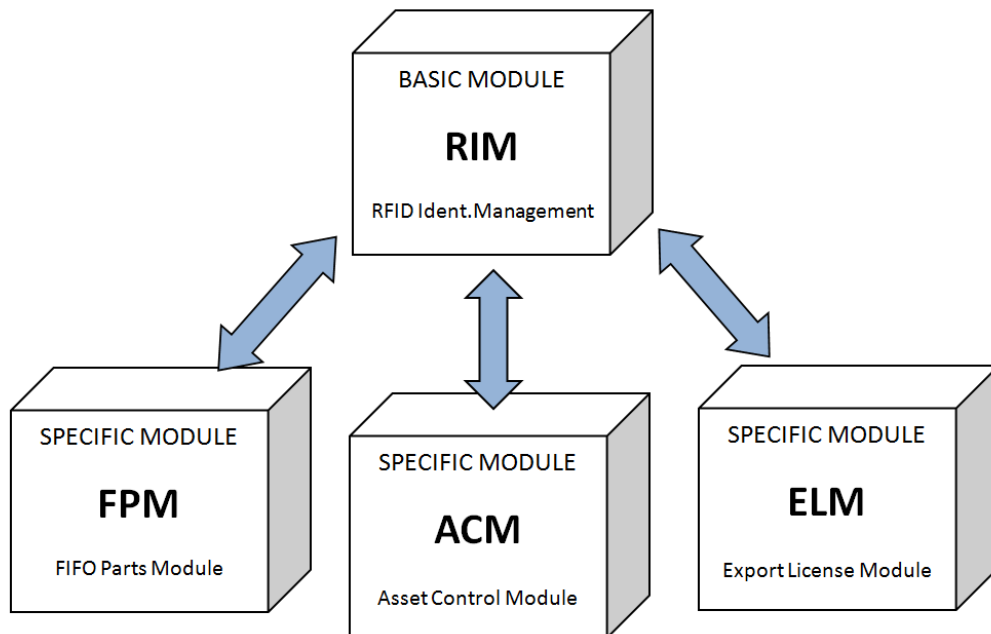 BASIC MODULE
RIM
RFID Ident.Management
SPECIFIC MODULE
FPM
FIFO Parts Module
SPECIFIC MODULE
ACM
Asset Control Module
SPECIFIC MODULE
ELM
Export License Module